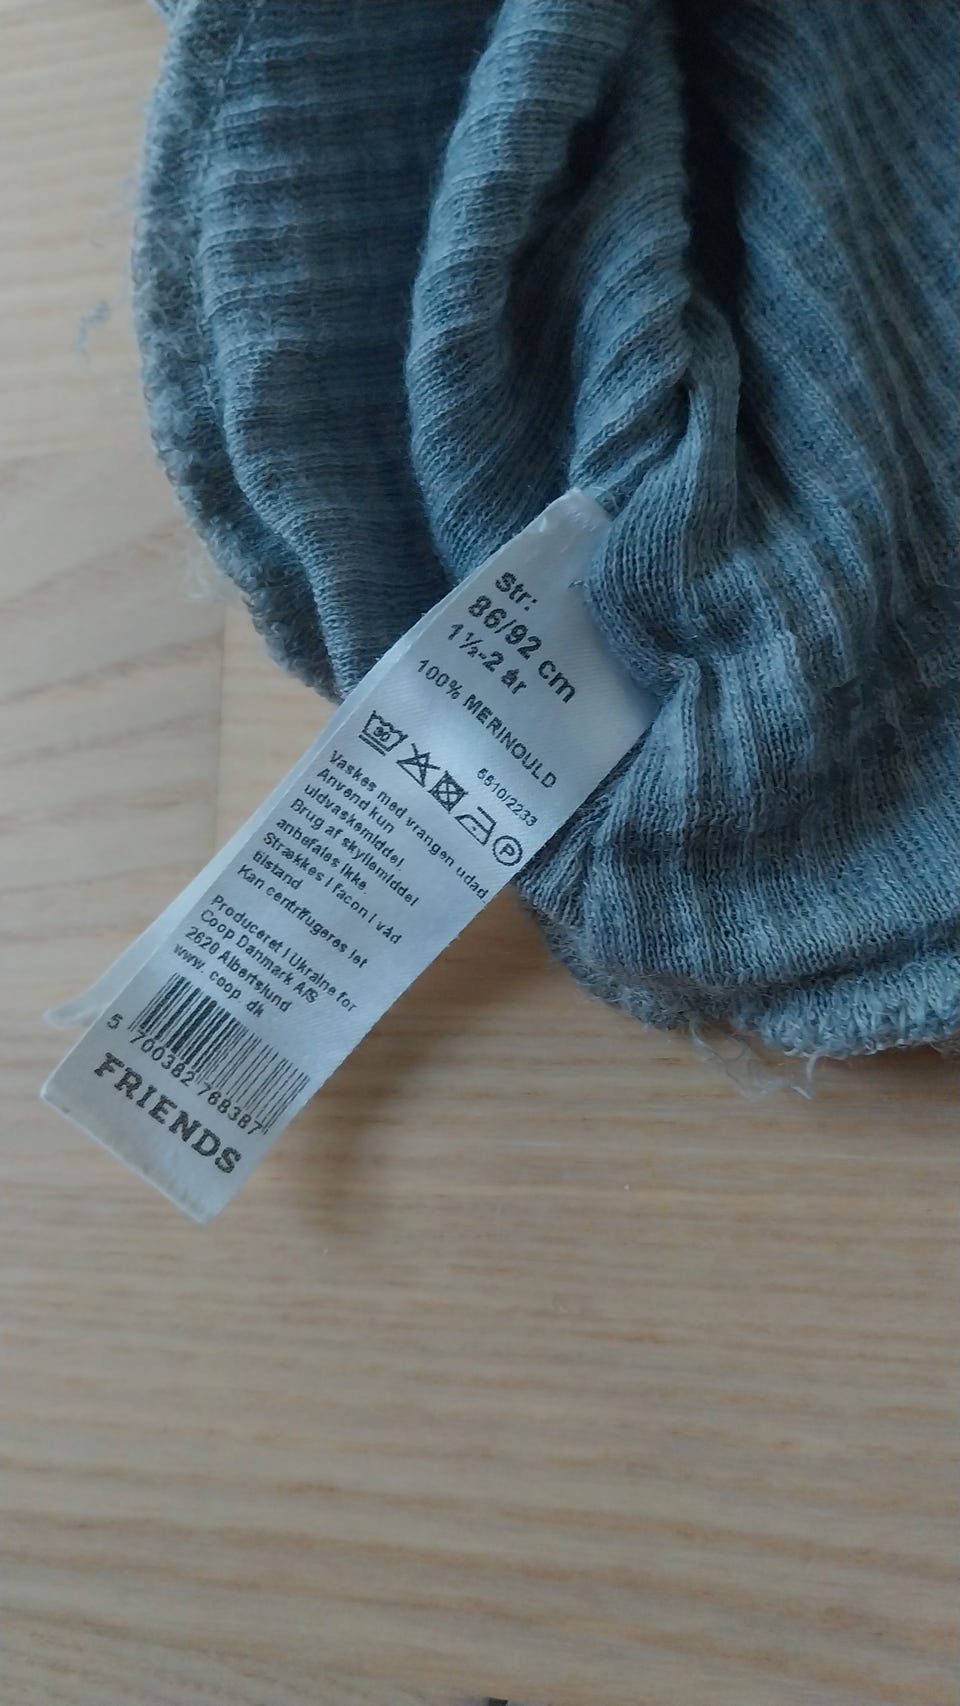 Str:
86/92 cm
1½-2 år
100% MERINOULD
5510/2233
30
P
Vaskes med vrangen udad.
Anvend kun
uldvaskemiddel
Brug af skyllemiddel
anbefales ikke.
Strækkes i facon i våd
tilstand
Kan centrifugeres let
Produceret i Ukraine for
Coop Danmark A/S
2620 Albertslund
www. coop. dk
5 700382 768387
FRIENDS